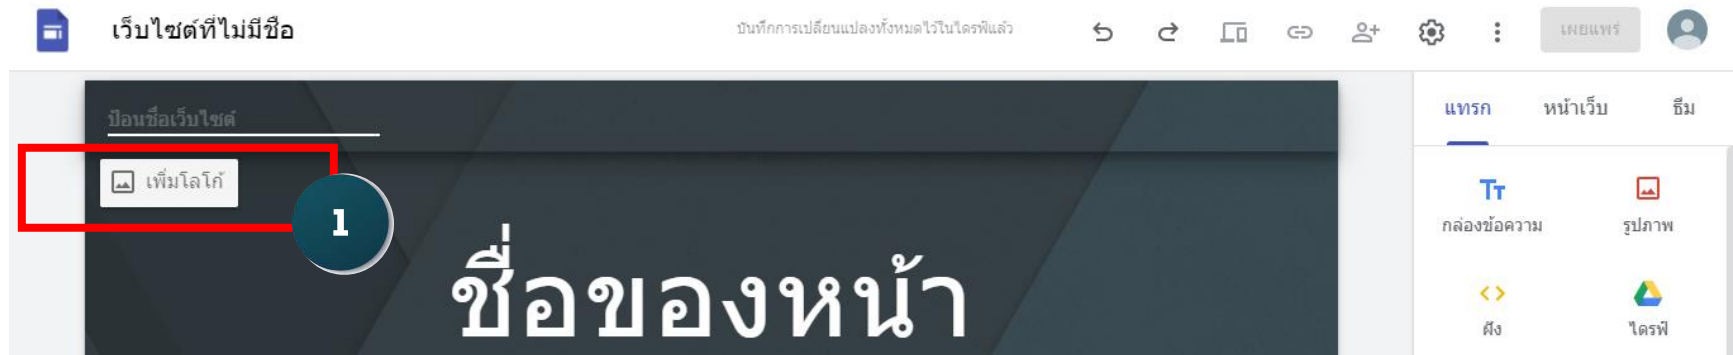 เว็บไซต์ที่ไม่มีชื่อ
บันทึกการเปลี่ยนแปลงทั้งหมดไว้ในไดรฟ์แล้ว
เผยแพร่
ป้อนชื่อเว็บไซต์
เพิ่มโลโก้
1
ชื่อของหน้า
แทรก หน้าเว็บ ธีม
Tт
กล่องข้อความ รูปภาพ
ฝัง ไดรฟ์